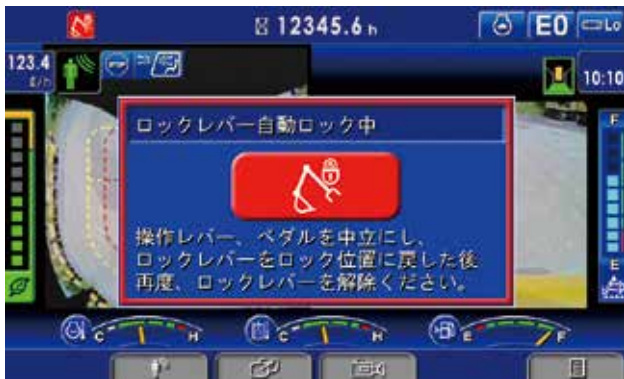 12345.6 h
E0
Lo
123.4
10:10
ロックレバー自動ロック中
操作レバー、ペダルを中立にし、
ロックレバーをロック位置に戻した後
再度、ロックレバーを解除ください。
F
E
C H
C H
E F